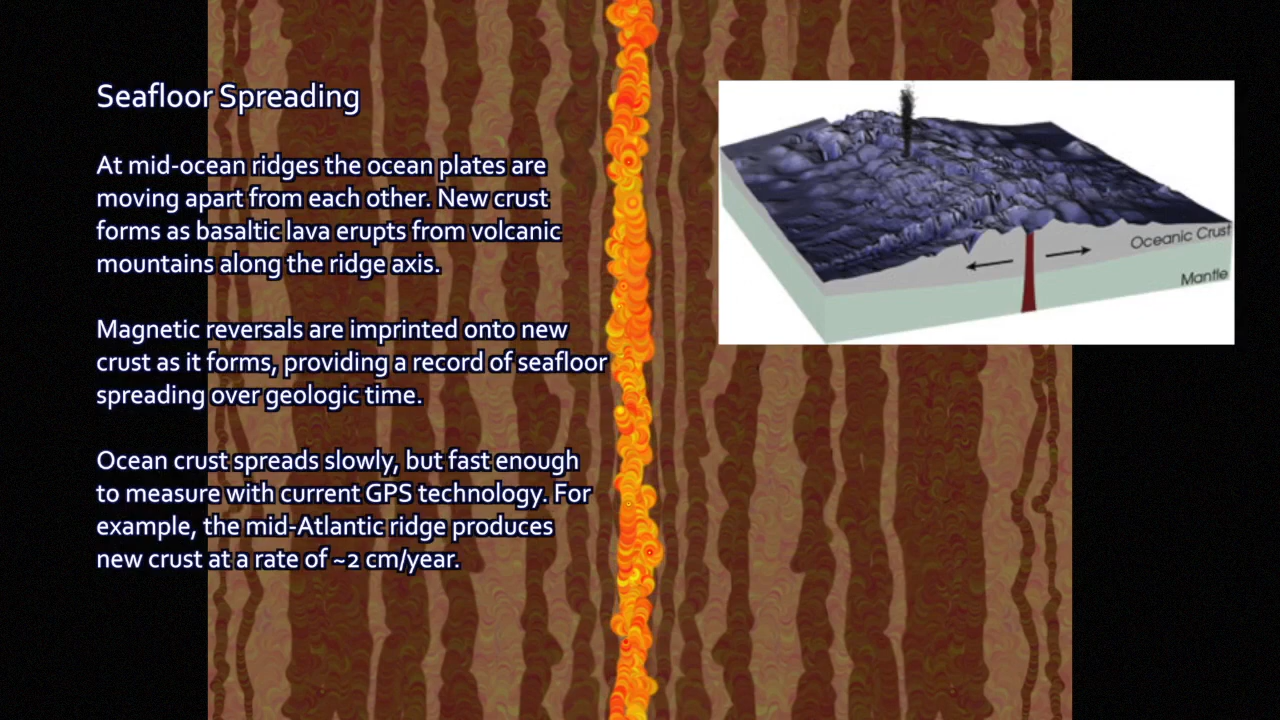 Seafloor Spreading
At mid-ocean ridges the ocean plates are
moving apart from each other. New crust
forms as basaltic lava erupts from volcanic
mountains along the ridge axis.
Magnetic reversals are imprinted onto new
crust as it forms, providing a record of seafloor
spreading over geologic time.
Ocean crust spreads slowly, but fast enough
to measure with current GPS technology. For
example, the mid-Atlantic ridge produces
new crust at a rate of ~2 cm/year.
Oceanic Crust
Mantle